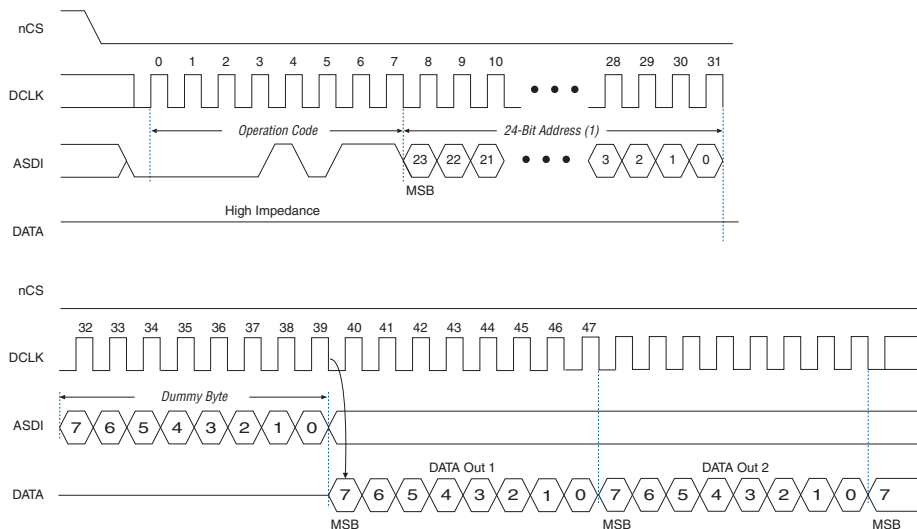 nCS
0 1 2 3 4 5 6 7 8 9 10 28 29 30 31
DCLK
Operation Code 24-Bit Address (1)
ASDI
23 22 21 3 2 1 0
MSB
High Impedance
DATA
nCS
32 33 34 35 36 37 38 39 40 41 42 43 44 45 46 47
DCLK
Dummy Byte
ASDI
7 6 5 4 3 2 1 0
DATA Out 1 DATA Out 2
DATA
7 6 5 4 3 2 1 0 7 6 5 4 3 2 1 0 7
MSB MSB MSB